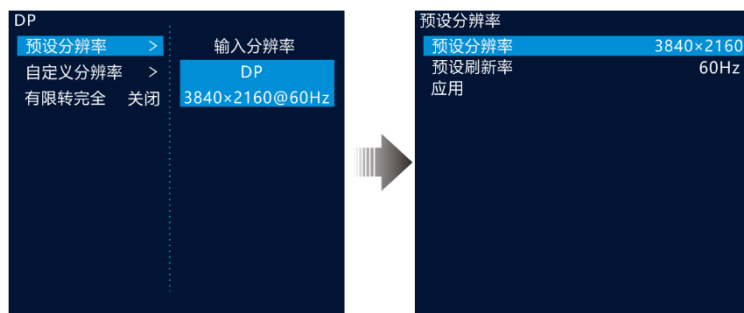 DP
预设分辨率 >
自定义分辨率 >
有限转完全 关闭
输入分辨率
DP
3840×2160@60Hz
预设分辨率
预设分辨率 3840×2160
预设刷新率 60Hz
应用